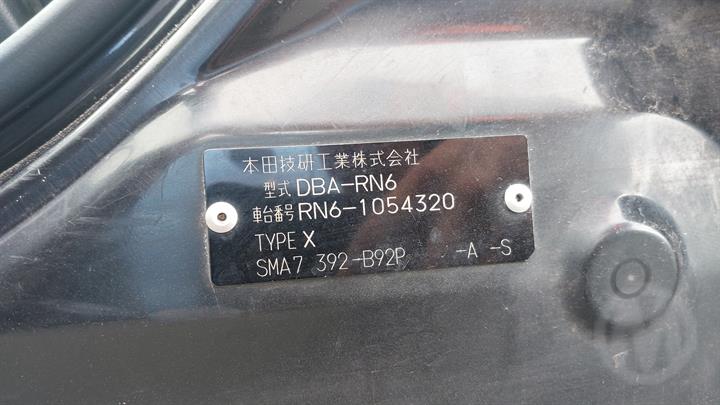 本田技研工業株式会社
型式 DBA-RN6
車台番号 RN6-1054320
TYPE X
SMA7 392-B92P -A -S